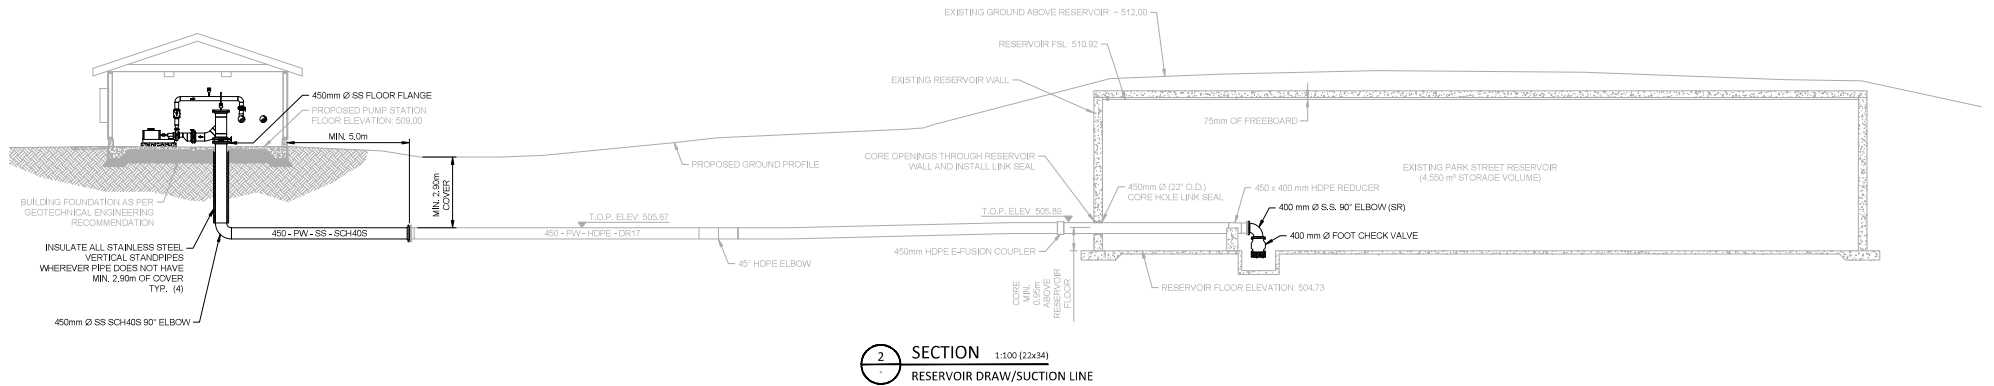 EXISTING GROUND ABOVE RESERVOIR: ~ 512.00
RESERVOIR FSL: 510.92
EXISTING RESERVOIR WALL
450mm Ø SS FLOOR FLANGE
PROPOSED PUMP STATION
FLOOR ELEVATION: 509.00
MIN. 5.0m
75mm OF FREEBOARD
PROPOSED GROUND PROFILE
CORE OPENINGS THROUGH RESERVOIR
WALL AND INSTALL LINK SEAL
EXISTING PARK STREET RESERVOIR
(4,550 m³ STORAGE VOLUME)
MIN. 2.90m
COVER
450mm Ø (22" O.D.)
CORE HOLE LINK SEAL
450 x 400 mm HDPE REDUCER
BUILDING FOUNDATION AS PER
GEOTECHNICAL ENGINEERING
RECOMMENDATION
400 mm Ø S.S. 90° ELBOW (SR)
T.O.P. ELEV: 505.67
T.O.P. ELEV: 505.89
450 - PW - SS - SCH40S
450 - PW - HDPE - DR17
400 mm Ø FOOT CHECK VALVE
INSULATE ALL STAINLESS STEEL
VERTICAL STANDPIPES
WHEREVER PIPE DOES NOT HAVE
MIN. 2.90m OF COVER
TYP. (4)
450mm HDPE E-FUSION COUPLER
45° HDPE ELBOW
CORE
MIN.
0.95m
ABOVE
RESERVOIR
FLOOR
RESERVOIR FLOOR ELEVATION: 504.73
450mm Ø SS SCH40S 90° ELBOW
2
-
SECTION 1:100 (22x34)
RESERVOIR DRAW/SUCTION LINE